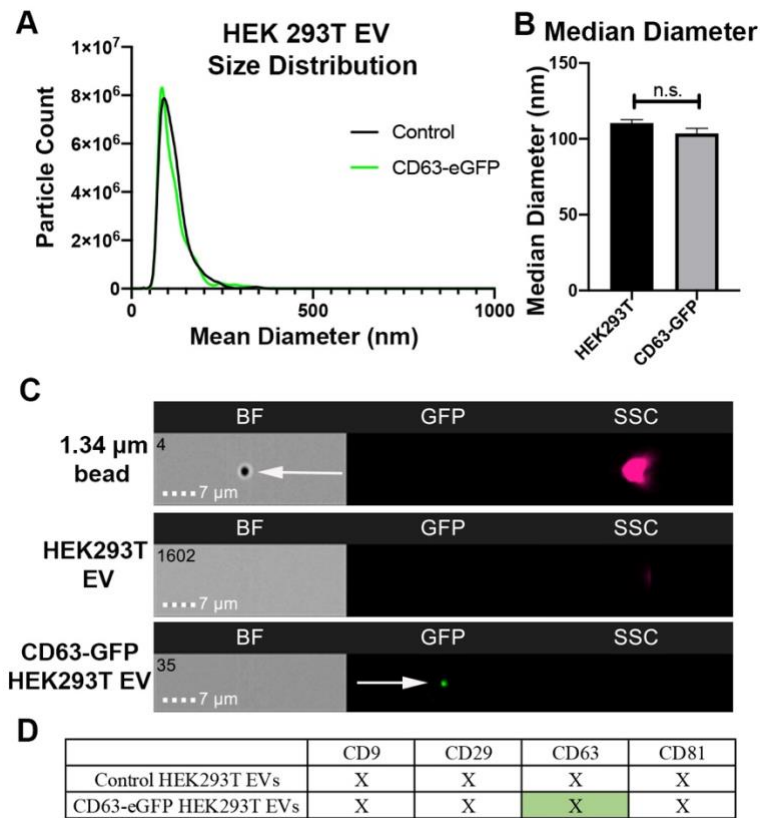 A
HEK 293T EV
Size Distribution
1×10⁷
8×10⁶
6×10⁶
4×10⁶
2×10⁶
0
Particle Count
Control
CD63-eGFP
0
500
1000
Mean Diameter (nm)
B
Median Diameter
150
100
50
0
Median Diameter (nm)
n.s.
HEK293T
CD63-GFP
C
BF GFP SSC
1.34 µm
bead
4
7 µm
BF GFP SSC
HEK293T
EV
1602
7 µm
BF GFP SSC
CD63-GFP
HEK293T EV
35
7 µm
D
CD9 CD29 CD63 CD81
Control HEK293T EVs X X X X
CD63-eGFP HEK293T EVs X X X X